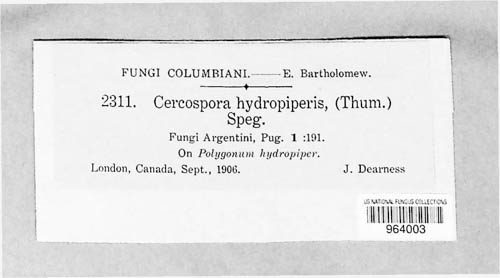 FUNGI COLUMBIANI.——E. Bartholomew.
2311. Cercospora hydropiperis, (Thum.)
Speg.
Fungi Argentini, Pug. 1 :191.
On Polygonum hydropiper.
London, Canada, Sept., 1906. J. Dearness
US NATIONAL FUNGUS COLLECTIONS
964003